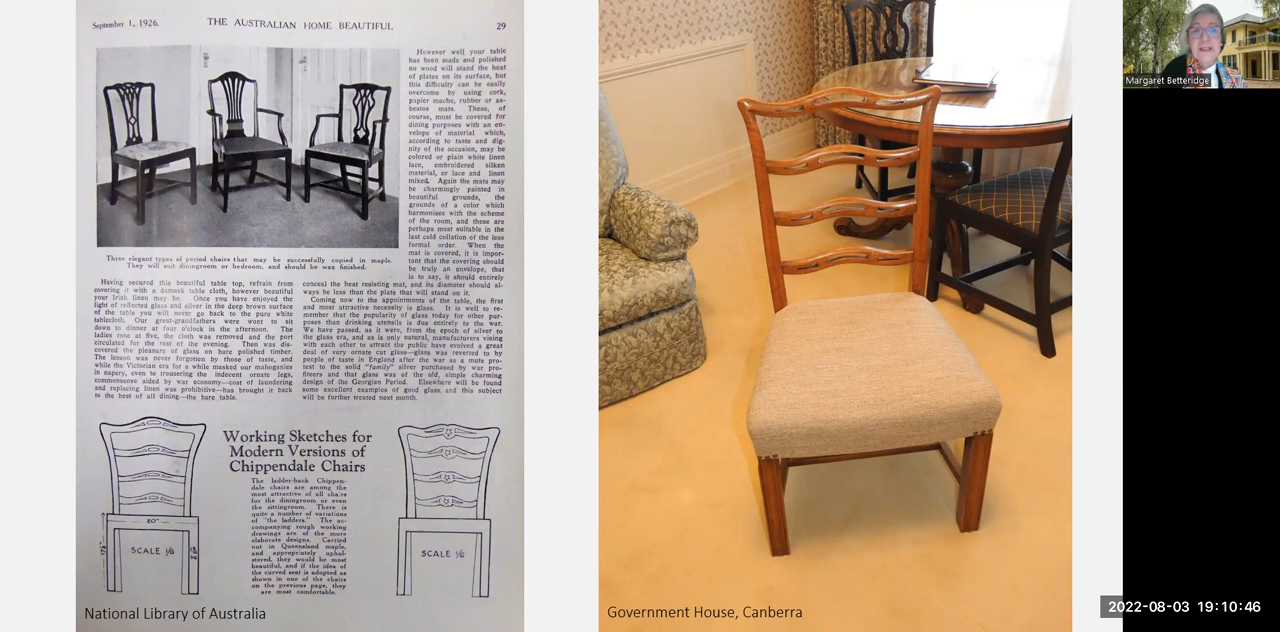 September 1, 1926.
THE AUSTRALIAN HOME BEAUTIFUL
29
However well your table
has been made and polished
no wood will stand the heat
of plates on its surface, but
this difficulty can be easily
overcome by using cork,
papier mache, rubber or as-
bestos mats. These, of
course, must be covered for
dining purposes with an en-
velope of material which,
according to taste and dig-
nity of the occasion, may be
colored or plain white linen
lace, embroidered silken
material, or lace and linen
mixed. Again the mats may
be charmingly painted in
beautiful grounds, the
grounds of a color which
harmonises with the scheme
of the room, and these are
perhaps most suitable in the
last cold collation of the less
formal order. When the
mat is covered, it is impor-
tant that the covering should
be truly an envelope, that
is to say, it should entirely
Three elegant types of period chairs that may be successfully copied in maple.
They will suit diningroom or bedroom, and should be wax finished.
Having secured this beautiful table top, refrain from
covering it with a damask table cloth, however beautiful
your Irish linen may be. Once you have enjoyed the
light of reflected glass and silver in the deep brown surface
of the table you will never go back to the pure white
tablecloth. Our great-grandfathers were wont to sit
down to dinner at four o'clock in the afternoon. The
ladies rose at five, the cloth was removed and the port
circulated for the rest of the evening. Then was dis-
covered the pleasure of glass on bare polished timber.
The lesson was never forgotten by those of taste, and
while the Victorian era for a while masked our mahoganies
in napery, even to trousering the indecent ornate legs,
commonsense aided by war economy—cost of laundering
and replacing linen was prohibitive—has brought it back
to the best of all dining—the bare table.
conceal the heat resisting mat, and its diameter should al-
ways be less than the plate that will stand on it.
Coming now to the appointments of the table, the first
and most attractive necessity is glass. It is well to re-
member that the popularity of glass today for other pur-
poses than drinking utensils is due entirely to the war.
We have passed, as it were, from the epoch of silver to
the glass era, and as is only natural, manufacturers vieing
with each other to attract the public have evolved a great
deal of very ornate cut glass—glass was reverted to by
people of taste in England after the war as a mute pro-
test to the solid "family" silver purchased by war pro-
fiteers and that glass was of the old, simple charming
design of the Georgian Period. Elsewhere will be found
some excellent examples of good glass, and this subject
will be further treated next month.
Working Sketches for
Modern Versions of
Chippendale Chairs
The ladder-back Chippen-
dale chairs are among the
most attractive of all chairs
for the diningroom or even
the sittingroom. There is
quite a number of variations
of "the ladders." The ac-
companying rough working
drawings are of the more
elaborate designs. Carried
out in Queensland maple,
and appropriately uphol-
stered, they would be most
beautiful, and if the idea of
the curved seat is adopted as
shown in one of the chairs
on the previous page, they
are most comfortable.
20"
SCALE 1/6
SCALE 1/6
National Library of Australia
Government House, Canberra
Margaret Betteridge
2022-08-03 19:10:46